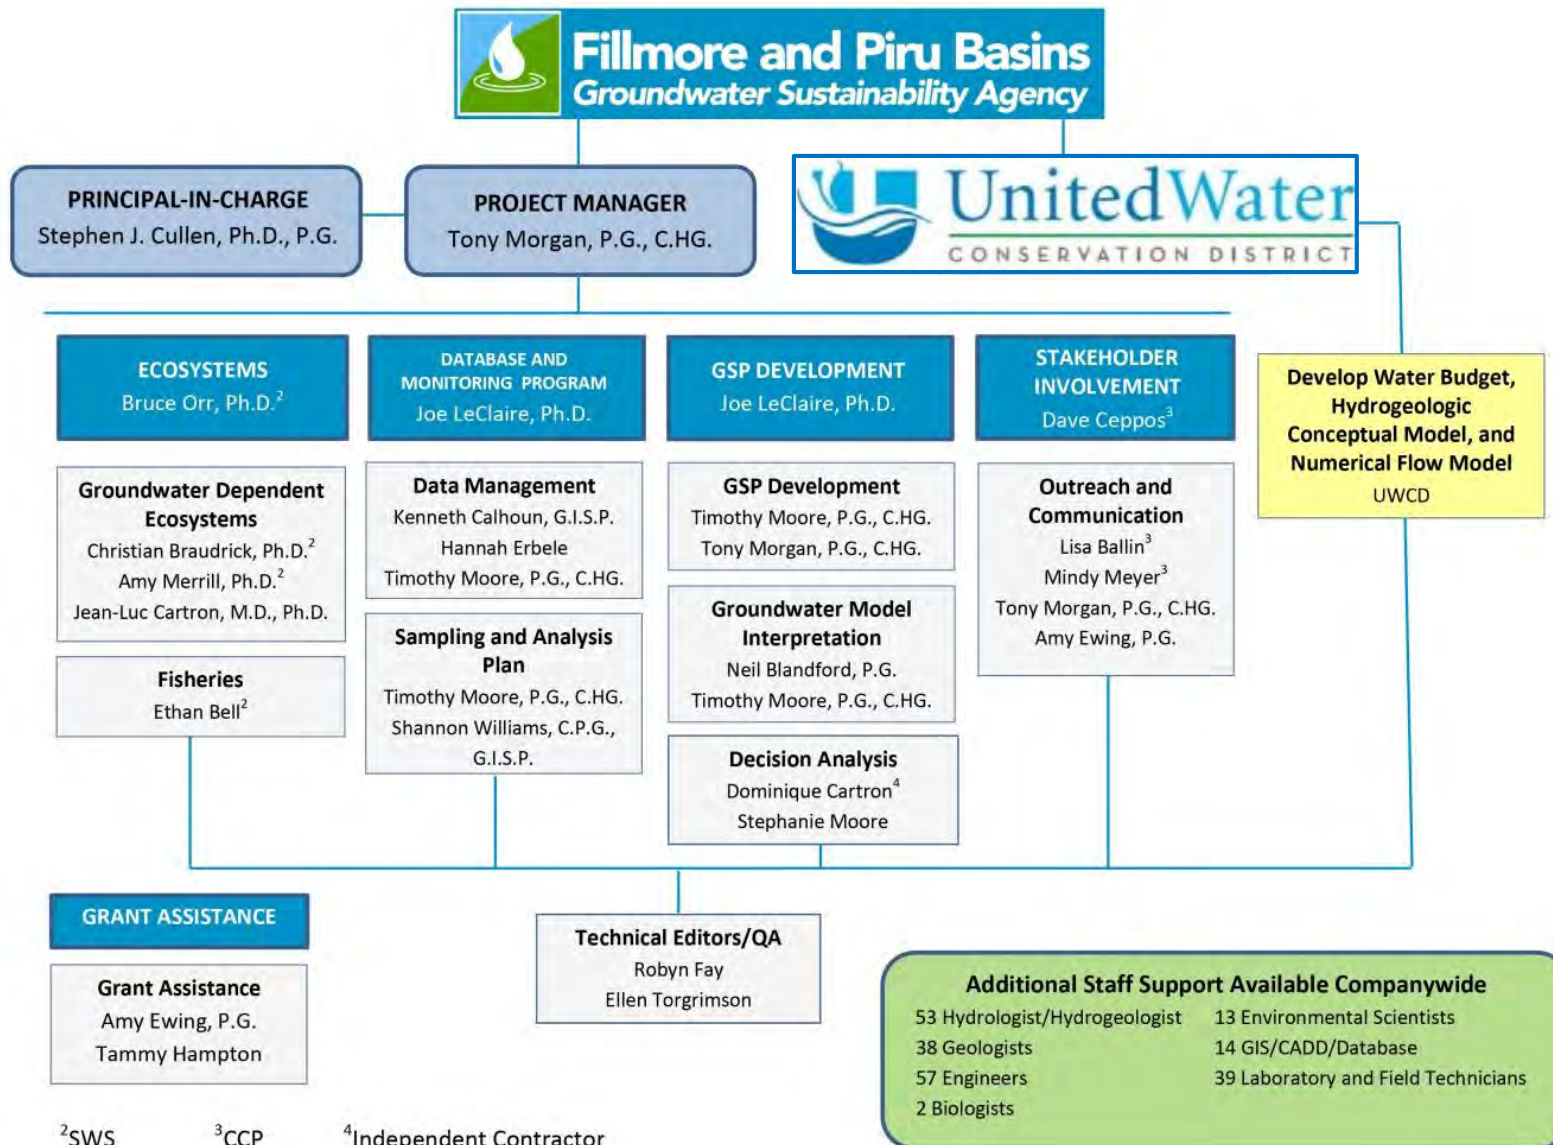 Fillmore and Piru Basins
Groundwater Sustainability Agency
PRINCIPAL-IN-CHARGE
Stephen J. Cullen, Ph.D., P.G.
PROJECT MANAGER
Tony Morgan, P.G., C.HG.
UnitedWater
CONSERVATION DISTRICT
ECOSYSTEMS
Bruce Orr, Ph.D.²
DATABASE AND
MONITORING PROGRAM
Joe LeClaire, Ph.D.
GSP DEVELOPMENT
Joe LeClaire, Ph.D.
STAKEHOLDER
INVOLVEMENT
Dave Ceppos³
Develop Water Budget,
Hydrogeologic
Conceptual Model, and
Numerical Flow Model
UWCD
Groundwater Dependent
Ecosystems
Christian Braudrick, Ph.D.²
Amy Merrill, Ph.D.²
Jean-Luc Cartron, M.D., Ph.D.
Fisheries
Ethan Bell²
Data Management
Kenneth Calhoun, G.I.S.P.
Hannah Erbele
Timothy Moore, P.G., C.HG.
Sampling and Analysis
Plan
Timothy Moore, P.G., C.HG.
Shannon Williams, C.P.G.,
G.I.S.P.
GSP Development
Timothy Moore, P.G., C.HG.
Tony Morgan, P.G., C.HG.
Groundwater Model
Interpretation
Neil Blandford, P.G.
Timothy Moore, P.G., C.HG.
Decision Analysis
Dominique Cartron⁴
Stephanie Moore
Outreach and
Communication
Lisa Ballin³
Mindy Meyer³
Tony Morgan, P.G., C.HG.
Amy Ewing, P.G.
GRANT ASSISTANCE
Grant Assistance
Amy Ewing, P.G.
Tammy Hampton
Technical Editors/QA
Robyn Fay
Ellen Torgrimson
Additional Staff Support Available Companywide
53 Hydrologist/Hydrogeologist
38 Geologists
57 Engineers
2 Biologists
13 Environmental Scientists
14 GIS/CADD/Database
39 Laboratory and Field Technicians
²SWS ³CCP ⁴Independent Contractor